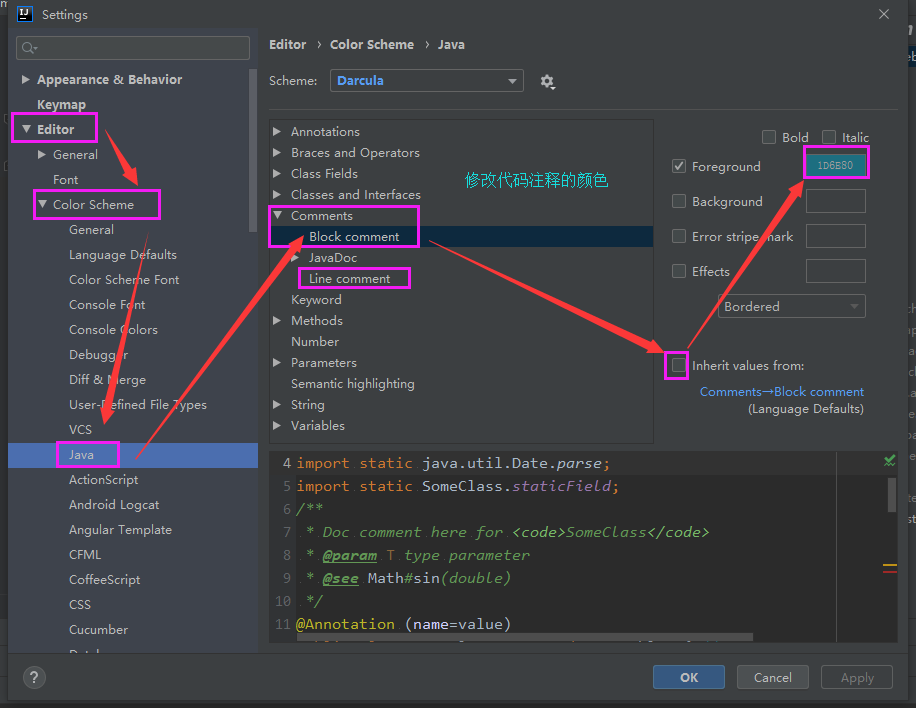 Settings
Appearance & Behavior
Keymap
Editor
General
Font
Color Scheme
General
Language Defaults
Color Scheme Font
Console Font
Console Colors
Debugger
Diff & Merge
User-Defined File Types
VCS
Java
ActionScript
Android Logcat
Angular Template
CFML
CoffeeScript
CSS
Cucumber
Editor › Color Scheme › Java
Scheme: Darcula
Annotations
Braces and Operators
Class Fields
Classes and Interfaces
Comments
Block comment
JavaDoc
Line comment
Keyword
Methods
Number
Parameters
Semantic highlighting
String
Variables
修改代码注释的颜色
Bold Italic
Foreground 1D6E80
Background
Error stripe mark
Effects
Bordered
Inherit values from:
Comments→Block comment
(Language Defaults)
4 import static java.util.Date.parse;
5 import static SomeClass.staticField;
6 /**
7 * Doc comment here for <code>SomeClass</code>
8 * @param T type parameter
9 * @see Math#sin(double)
10 */
11 @Annotation (name=value)
? OK Cancel Apply